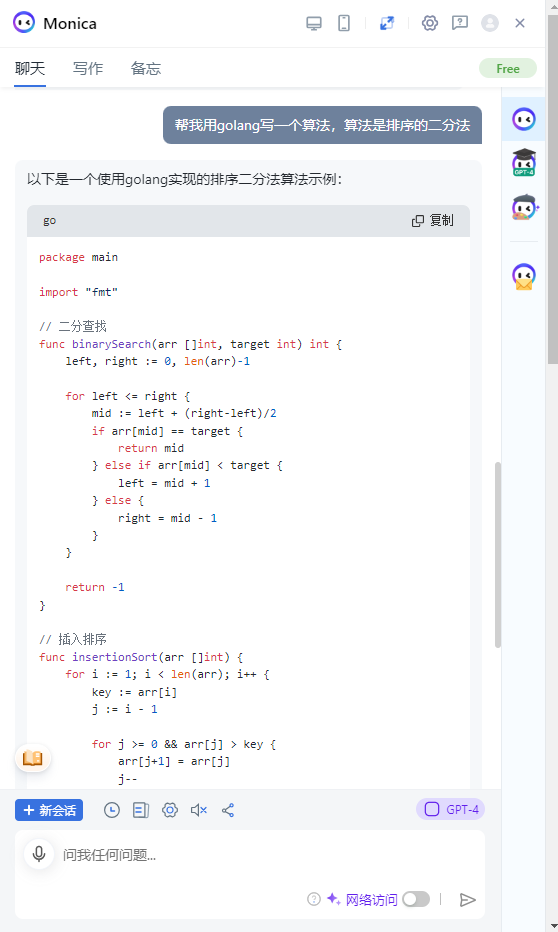 Monica
聊天 写作 备忘
Free
帮我用golang写一个算法，算法是排序的二分法
GPT-4
以下是一个使用golang实现的排序二分法算法示例：
go 复制
package main
import "fmt"
// 二分查找
func binarySearch(arr []int, target int) int {
    left, right := 0, len(arr)-1
    for left <= right {
        mid := left + (right-left)/2
        if arr[mid] == target {
            return mid
        } else if arr[mid] < target {
            left = mid + 1
        } else {
            right = mid - 1
        }
    }
    return -1
}
// 插入排序
func insertionSort(arr []int) {
    for i := 1; i < len(arr); i++ {
        key := arr[i]
        j := i - 1
        for j >= 0 && arr[j] > key {
            arr[j+1] = arr[j]
            j--
+ 新会话
GPT-4
问我任何问题...
网络访问